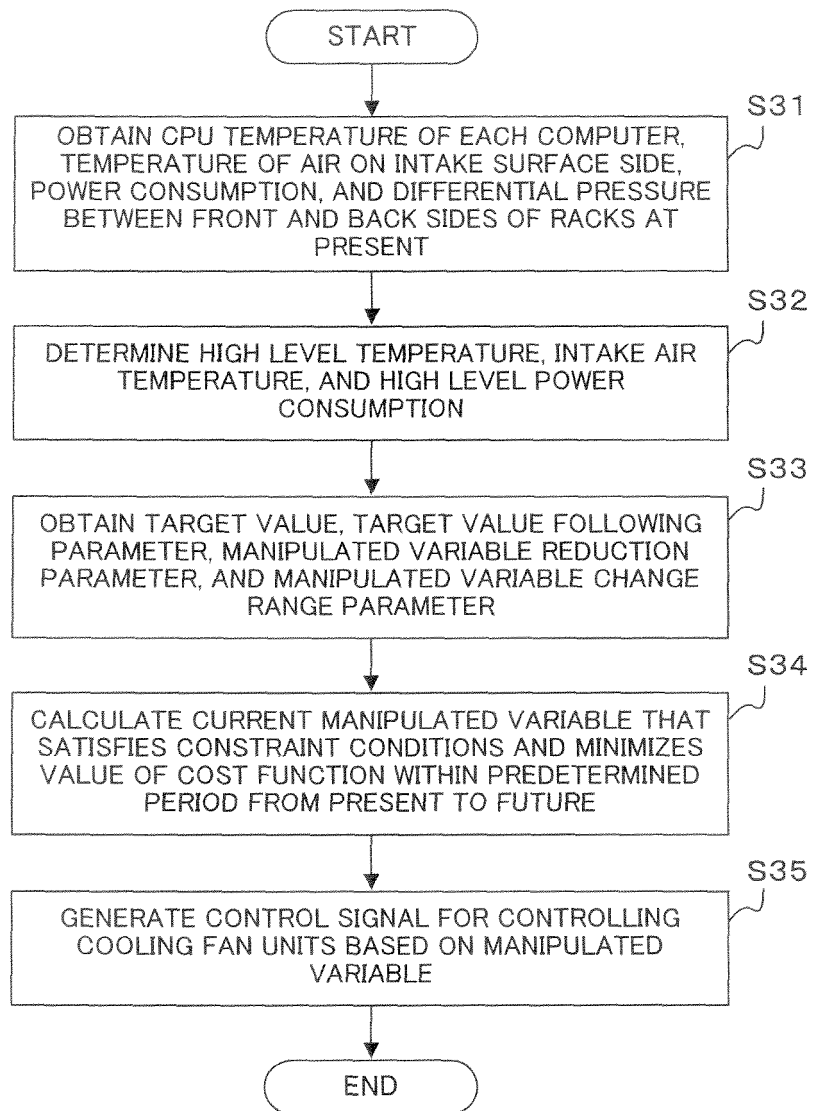 START
S31
OBTAIN CPU TEMPERATURE OF EACH COMPUTER,
TEMPERATURE OF AIR ON INTAKE SURFACE SIDE,
POWER CONSUMPTION, AND DIFFERENTIAL PRESSURE
BETWEEN FRONT AND BACK SIDES OF RACKS AT
PRESENT
S32
DETERMINE HIGH LEVEL TEMPERATURE, INTAKE AIR
TEMPERATURE, AND HIGH LEVEL POWER
CONSUMPTION
S33
OBTAIN TARGET VALUE, TARGET VALUE FOLLOWING
PARAMETER, MANIPULATED VARIABLE REDUCTION
PARAMETER, AND MANIPULATED VARIABLE CHANGE
RANGE PARAMETER
S34
CALCULATE CURRENT MANIPULATED VARIABLE THAT
SATISFIES CONSTRAINT CONDITIONS AND MINIMIZES
VALUE OF COST FUNCTION WITHIN PREDETERMINED
PERIOD FROM PRESENT TO FUTURE
S35
GENERATE CONTROL SIGNAL FOR CONTROLLING
COOLING FAN UNITS BASED ON MANIPULATED
VARIABLE
END